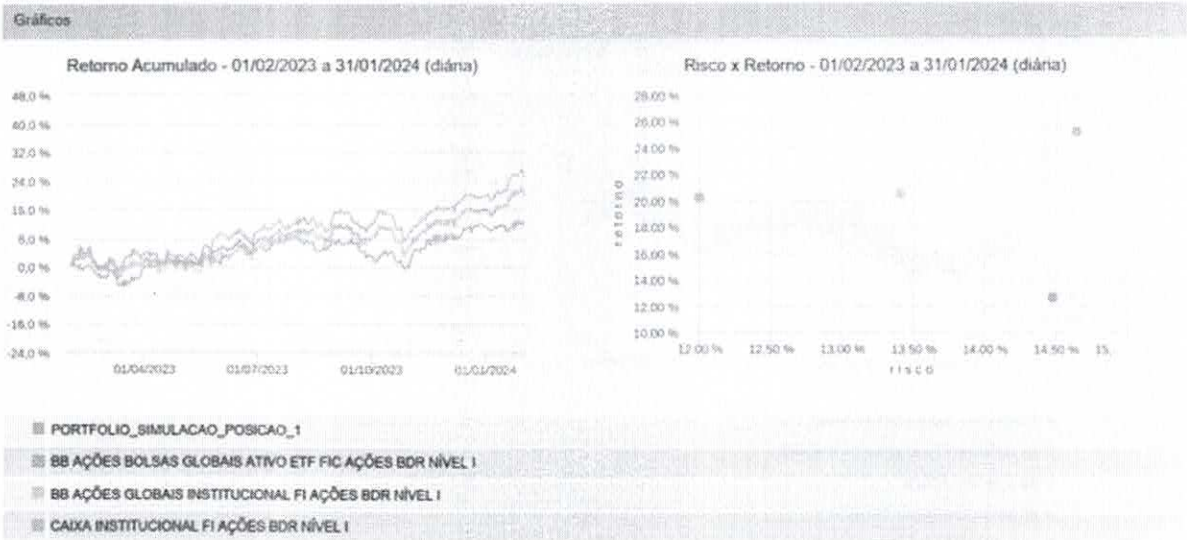 Gráficos
Retorno Acumulado - 01/02/2023 a 31/01/2024 (diária)
48,0 %
40,0 %
32,0 %
24,0 %
16,0 %
8,0 %
0,0 %
-8,0 %
-16,0 %
-24,0 %
01/04/2023 01/07/2023 01/10/2023 01/01/2024
Risco x Retorno - 01/02/2023 a 31/01/2024 (diária)
28.00 %
26.00 %
24.00 %
22.00 %
20.00 %
18.00 %
16.00 %
14.00 %
12.00 %
10.00 %
retorno
12.00 % 12.50 % 13.00 % 13.50 % 14.00 % 14.50 % 15.
risco
PORTFOLIO_SIMULACAO_POSICAO_1
BB AÇÕES BOLSAS GLOBAIS ATIVO ETF FIC AÇÕES BDR NÍVEL I
BB AÇÕES GLOBAIS INSTITUCIONAL FI AÇÕES BDR NÍVEL I
CAIXA INSTITUCIONAL FI AÇÕES BDR NÍVEL I